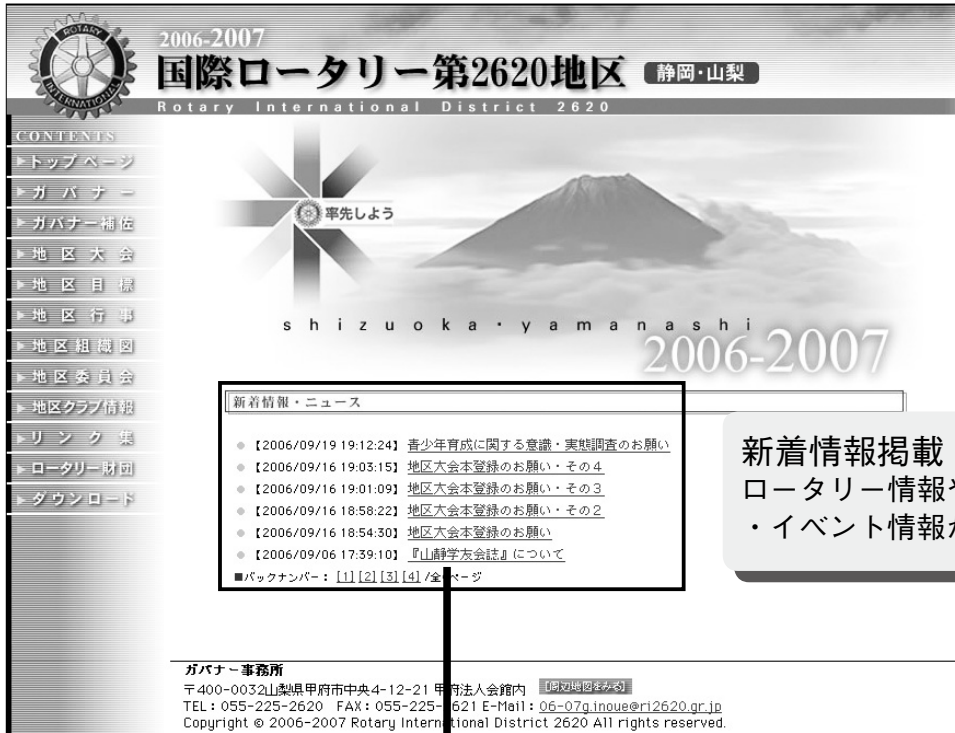 ROTARY INTERNATIONAL
2006-2007
国際ロータリー第2620地区 静岡・山梨
Rotary International District 2620
CONTENTS
トップページ
ガバナー
ガバナー補佐
地区大会
地区目標
地区行事
地区組織図
地区委員会
地区クラブ情報
リンク集
ロータリー財団
ダウンロード
率先しよう
shizuoka・yamanashi
2006-2007
新着情報・ニュース
【2006/09/19 19:12:24】 青少年育成に関する意識・実態調査のお願い
【2006/09/16 19:03:15】 地区大会本登録のお願い・その4
【2006/09/16 19:01:09】 地区大会本登録のお願い・その3
【2006/09/16 18:58:22】 地区大会本登録のお願い・その2
【2006/09/16 18:54:30】 地区大会本登録のお願い
【2006/09/06 17:39:10】 『山静学友会誌』について
■バックナンバー： [1] [2] [3] [4] /全 ページ
新着情報掲載
ロータリー情報
・イベント情報
ガバナー事務所
〒400-0032山梨県甲府市中央4-12-21 甲府法人会館内 [周辺地図をみる]
TEL：055-225-2620 FAX：055-225-2621 E-Mail：06-07g.inoue@ri2620.gr.jp
Copyright © 2006-2007 Rotary International District 2620 All rights reserved.